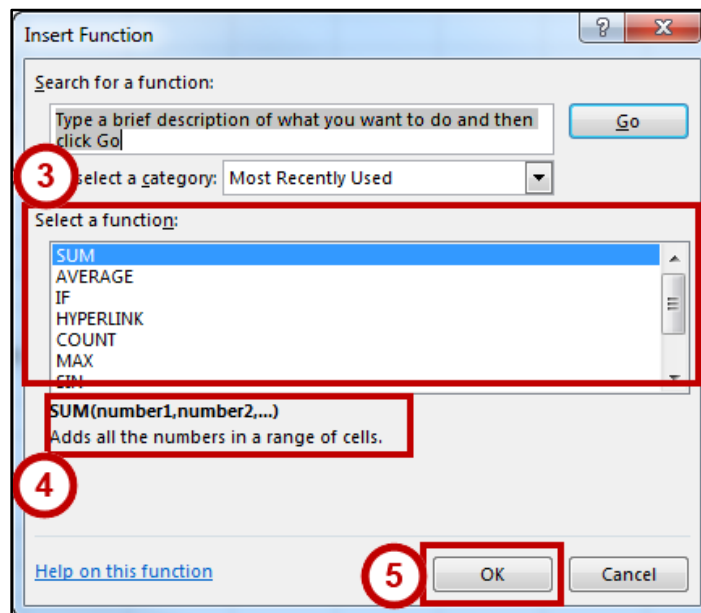 Insert Function
?
X
Search for a function:
Type a brief description of what you want to do and then
click Go
Go
3
select a category:
Most Recently Used
Select a function:
SUM
AVERAGE
IF
HYPERLINK
COUNT
MAX
SIN
SUM(number1,number2,...)
Adds all the numbers in a range of cells.
4
Help on this function
5
OK
Cancel